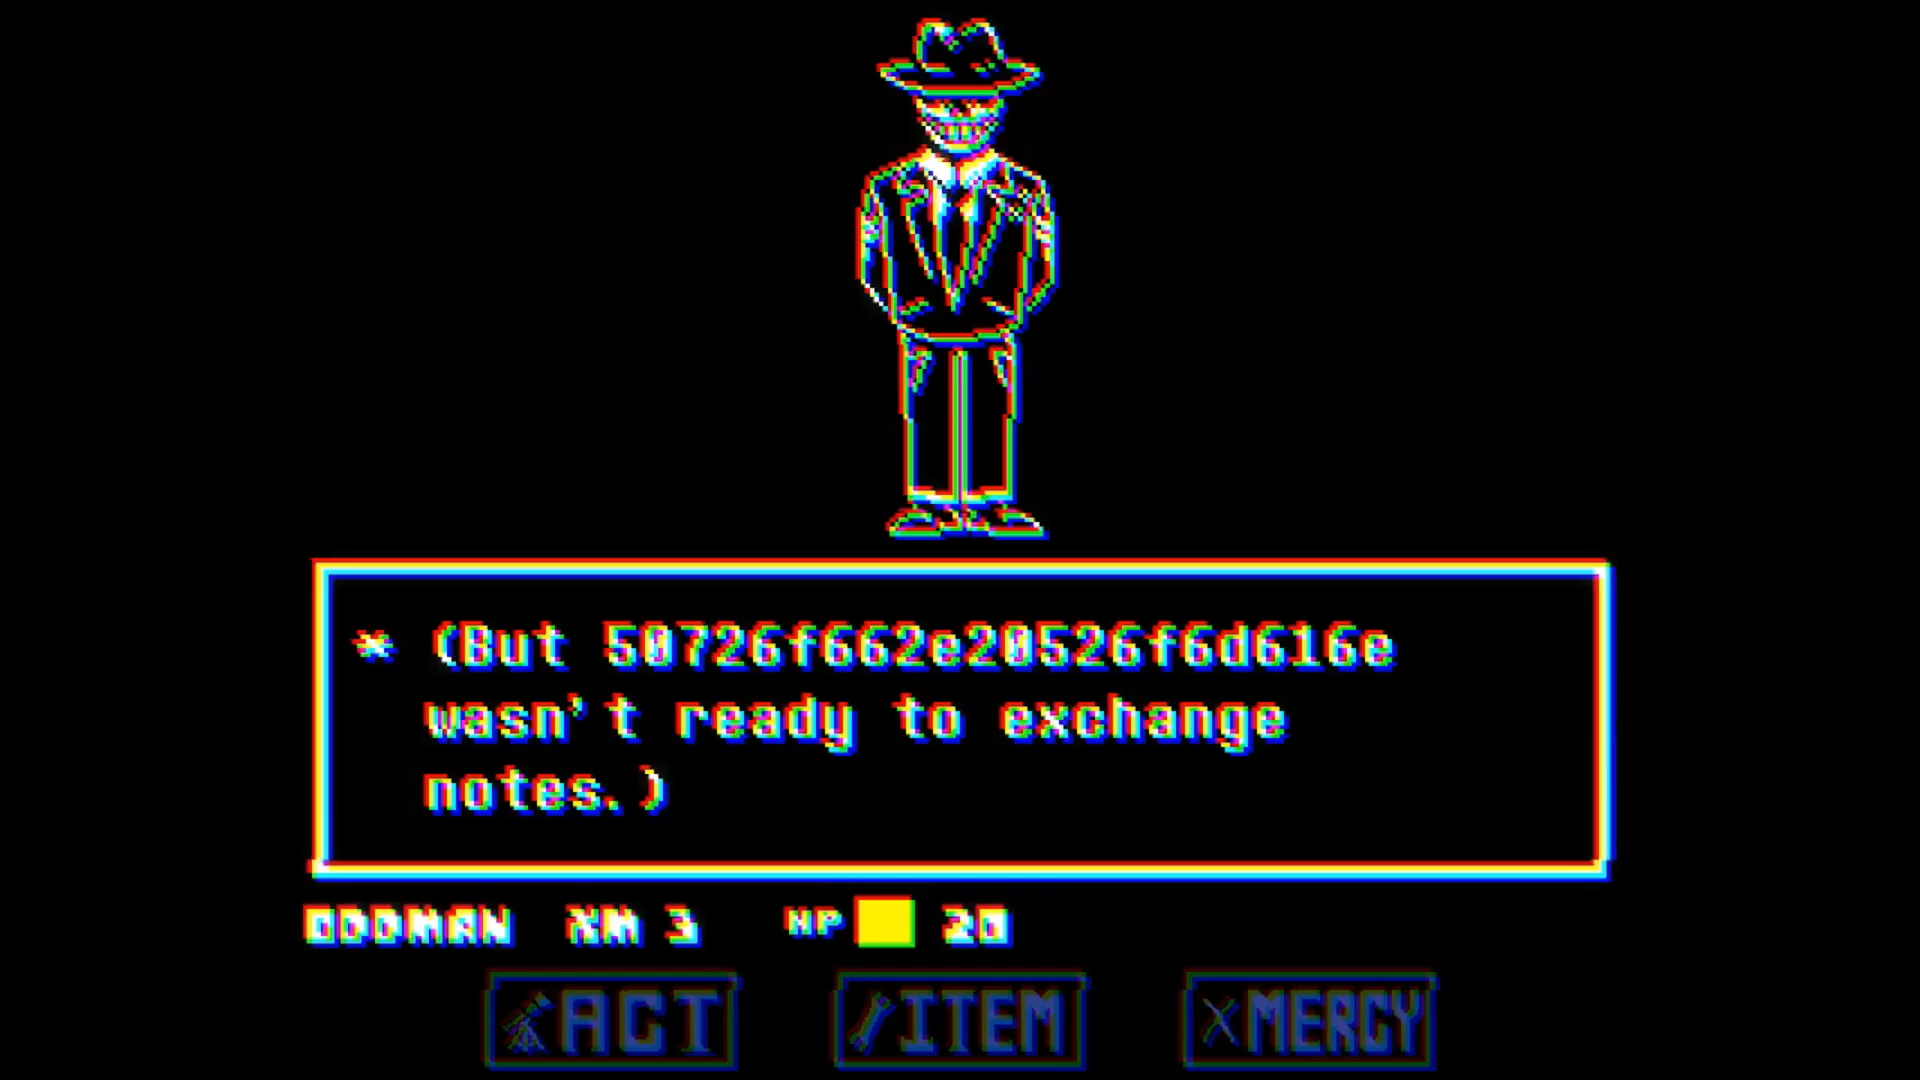 * (But 50726f662e20526f6d616e
wasn't ready to exchange
notes.)
ODDMAN XM 3 HP 20
ACT ITEM MERCY